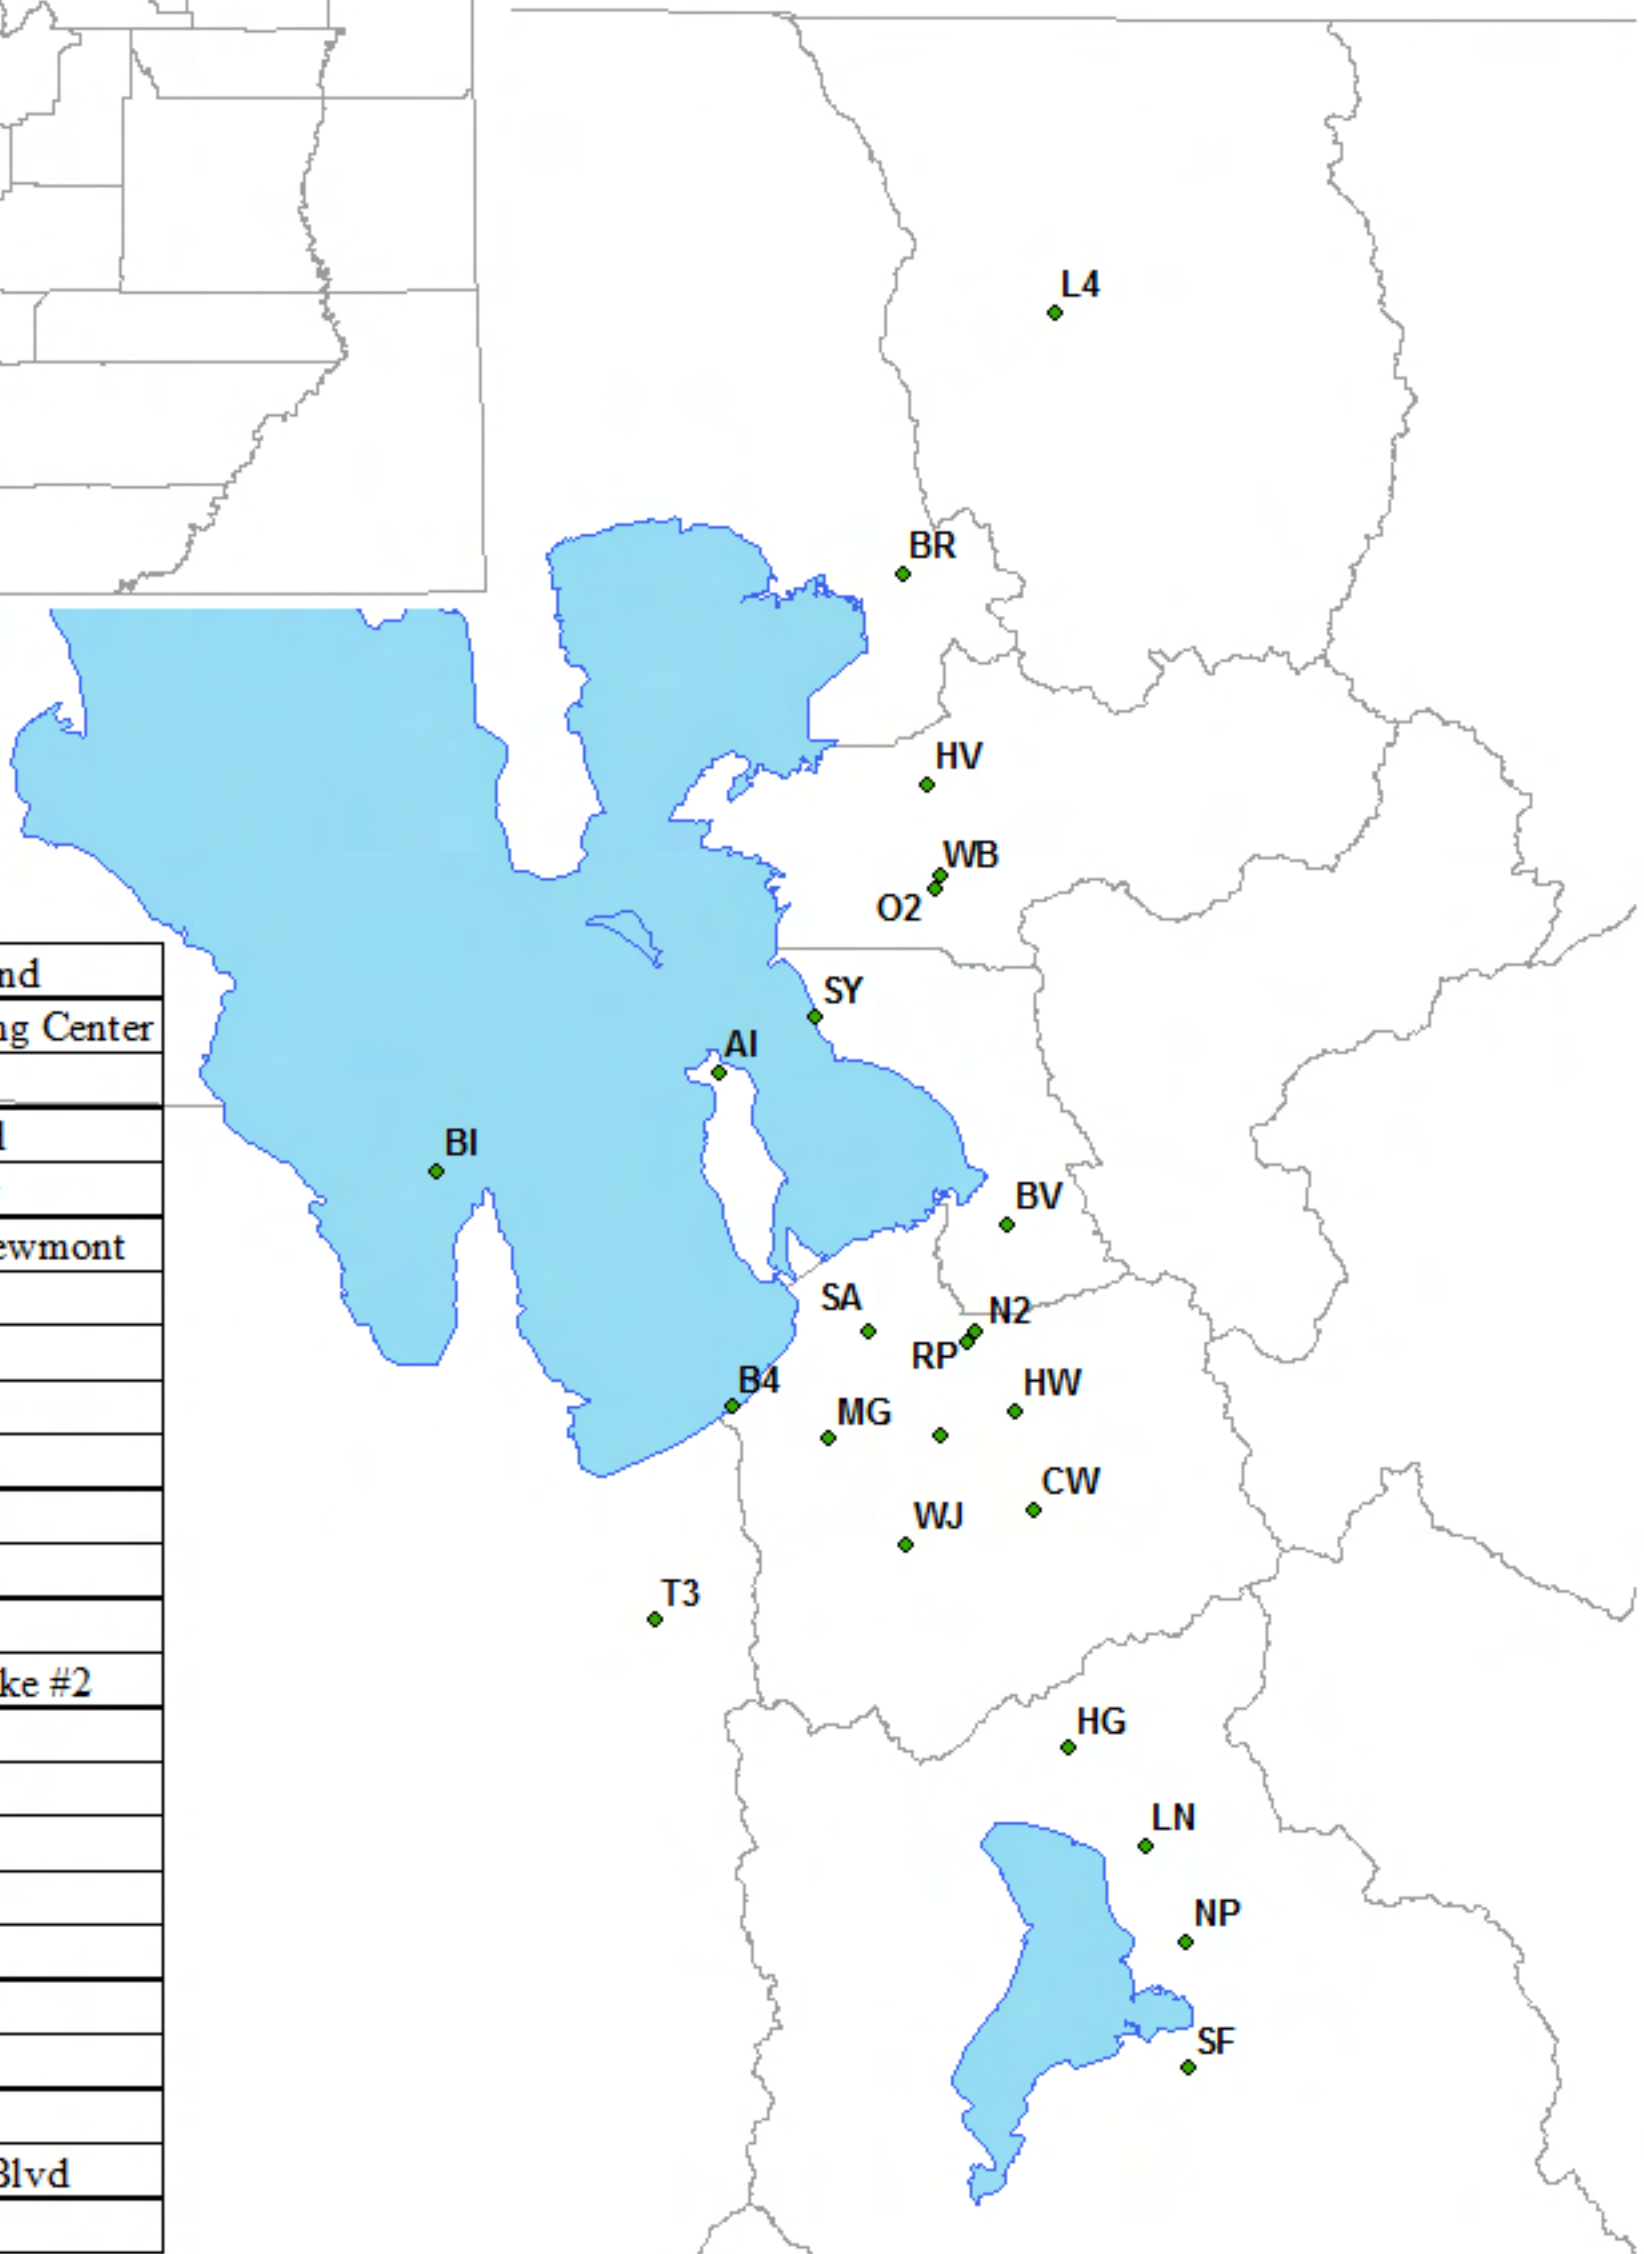 L4
BR
HV
WB
O2
nd
SY
ng Center
AI
l
BI
BV
ewmont
SA
N2
RP
B4
HW
MG
CW
WJ
T3
ke #2
HG
LN
NP
SF
Blvd